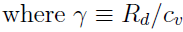 where γ ≡ R_d/c_v